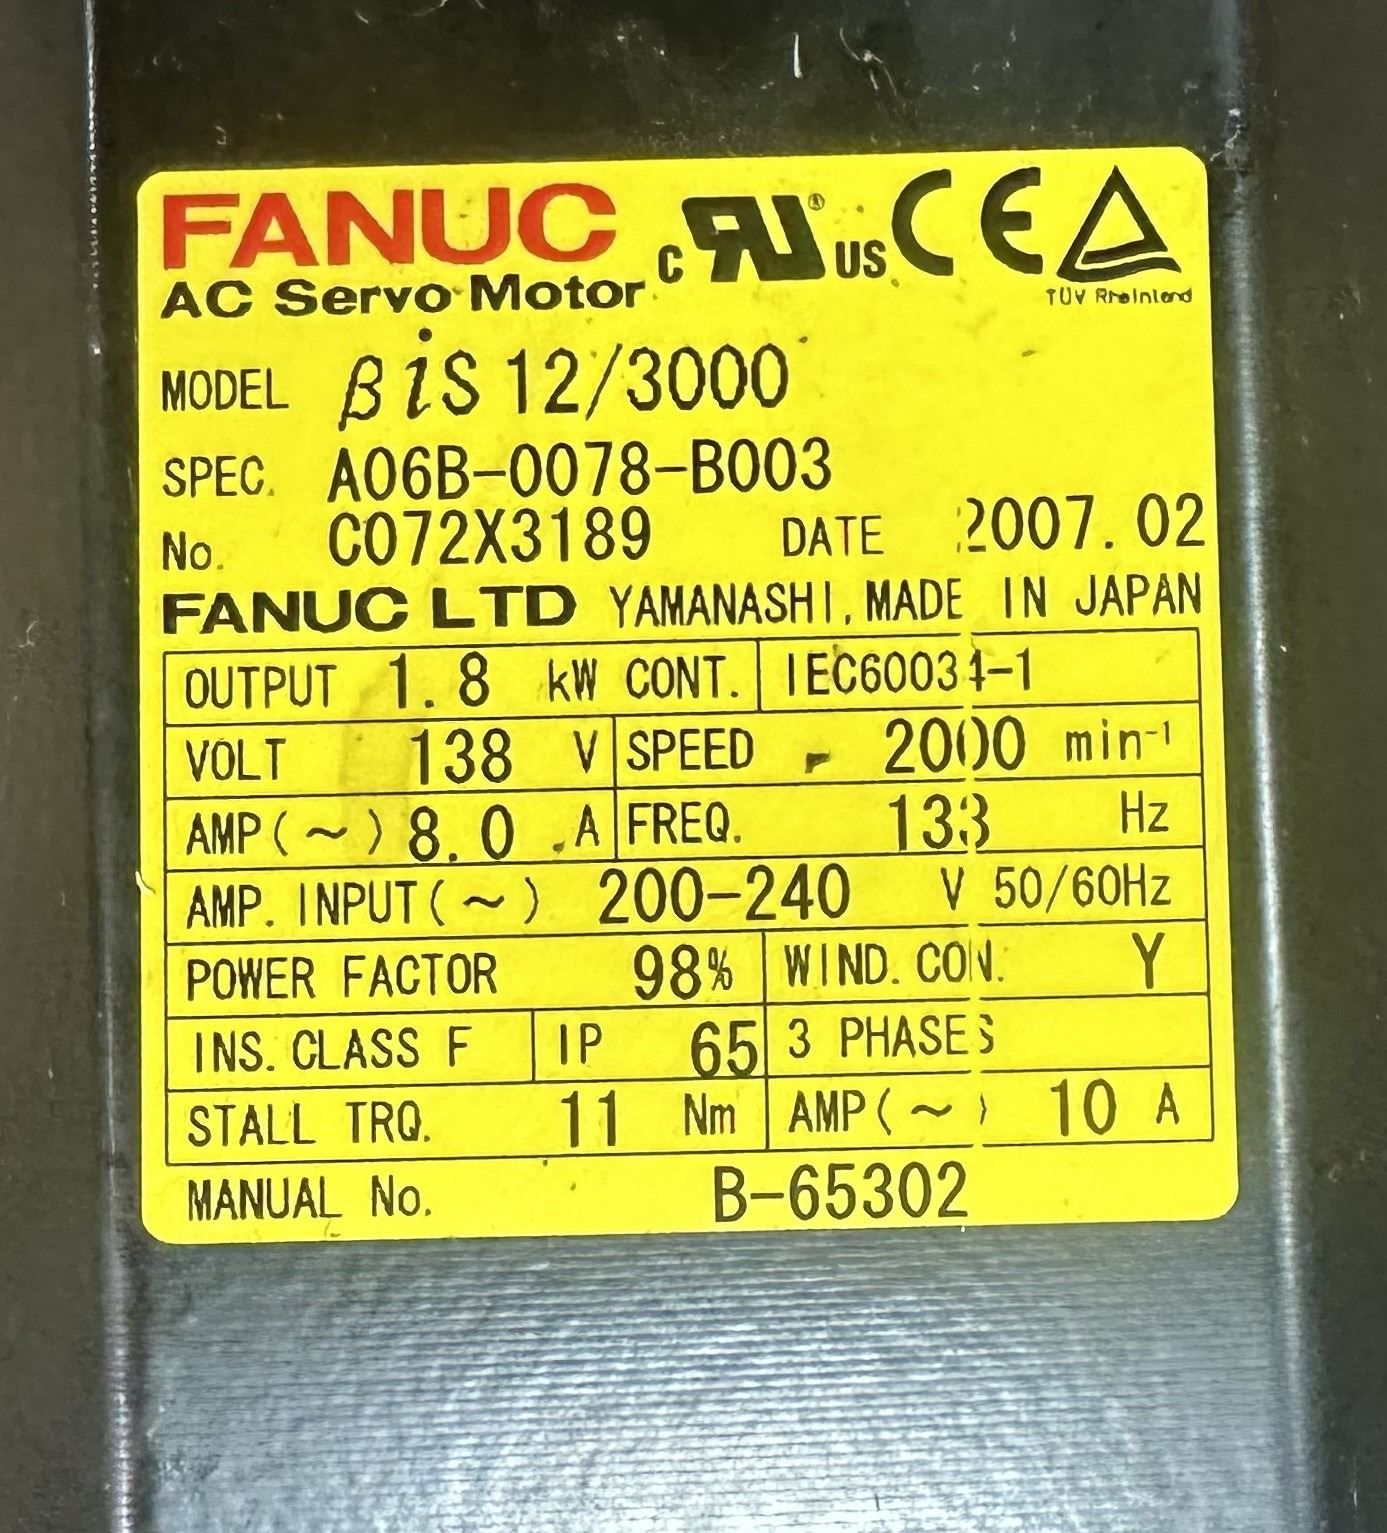 FANUC
c RU ® US CE
TÜV Rheinland
AC Servo Motor
MODEL βiS 12/3000
SPEC. A06B-0078-B003
No. C072X3189 DATE 2007.02
FANUC LTD YAMANASHI, MADE IN JAPAN
OUTPUT 1.8 kW CONT. IEC60034-1
VOLT 138 V SPEED 2000 min-1
AMP(~) 8.0 A FREQ. 133 Hz
AMP. INPUT(~) 200-240 V 50/60Hz
POWER FACTOR 98% WIND. CON. Y
INS. CLASS F IP 65 3 PHASES
STALL TRQ. 11 Nm AMP(~) 10 A
MANUAL No. B-65302